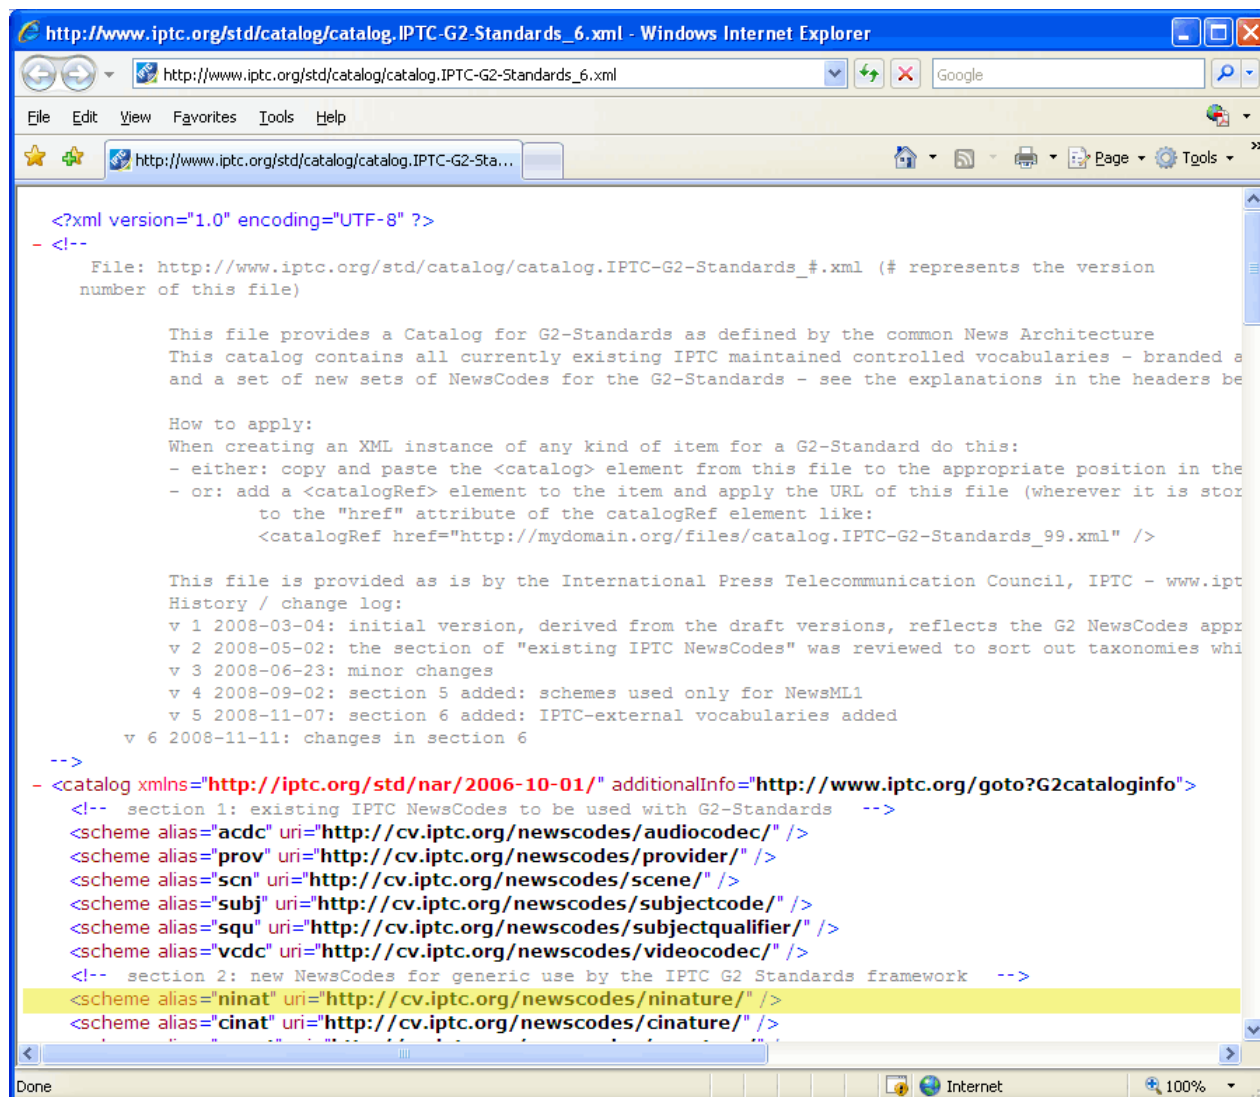 http://www.iptc.org/std/catalog/catalog.IPTC-G2-Standards_6.xml - Windows Internet Explorer
http://www.iptc.org/std/catalog/catalog.IPTC-G2-Standards_6.xml
Google
File Edit View Favorites Tools Help
http://www.iptc.org/std/catalog/catalog.IPTC-G2-Sta...
Page Tools
<?xml version="1.0" encoding="UTF-8" ?>
- <!--
File: http://www.iptc.org/std/catalog/catalog.IPTC-G2-Standards_#.xml (# represents the version
number of this file)
This file provides a Catalog for G2-Standards as defined by the common News Architecture
This catalog contains all currently existing IPTC maintained controlled vocabularies - branded a
and a set of new sets of NewsCodes for the G2-Standards - see the explanations in the headers be
How to apply:
When creating an XML instance of any kind of item for a G2-Standard do this:
- either: copy and paste the <catalog> element from this file to the appropriate position in the
- or: add a <catalogRef> element to the item and apply the URL of this file (wherever it is stor
to the "href" attribute of the catalogRef element like:
<catalogRef href="http://mydomain.org/files/catalog.IPTC-G2-Standards_99.xml" />
This file is provided as is by the International Press Telecommunication Council, IPTC - www.ipt
History / change log:
v 1 2008-03-04: initial version, derived from the draft versions, reflects the G2 NewsCodes appr
v 2 2008-05-02: the section of "existing IPTC NewsCodes" was reviewed to sort out taxonomies whi
v 3 2008-06-23: minor changes
v 4 2008-09-02: section 5 added: schemes used only for NewsML1
v 5 2008-11-07: section 6 added: IPTC-external vocabularies added
v 6 2008-11-11: changes in section 6
-->
- <catalog xmlns="http://iptc.org/std/nar/2006-10-01/" additionalInfo="http://www.iptc.org/goto?G2cataloginfo">
<!-- section 1: existing IPTC NewsCodes to be used with G2-Standards -->
<scheme alias="acdc" uri="http://cv.iptc.org/newscodes/audiocodec/" />
<scheme alias="prov" uri="http://cv.iptc.org/newscodes/provider/" />
<scheme alias="scn" uri="http://cv.iptc.org/newscodes/scene/" />
<scheme alias="subj" uri="http://cv.iptc.org/newscodes/subjectcode/" />
<scheme alias="squ" uri="http://cv.iptc.org/newscodes/subjectqualifier/" />
<scheme alias="vcdc" uri="http://cv.iptc.org/newscodes/videocodec/" />
<!-- section 2: new NewsCodes for generic use by the IPTC G2 Standards framework -->
<scheme alias="ninat" uri="http://cv.iptc.org/newscodes/ninature/" />
<scheme alias="cinat" uri="http://cv.iptc.org/newscodes/cinature/" />
Done Internet 100%